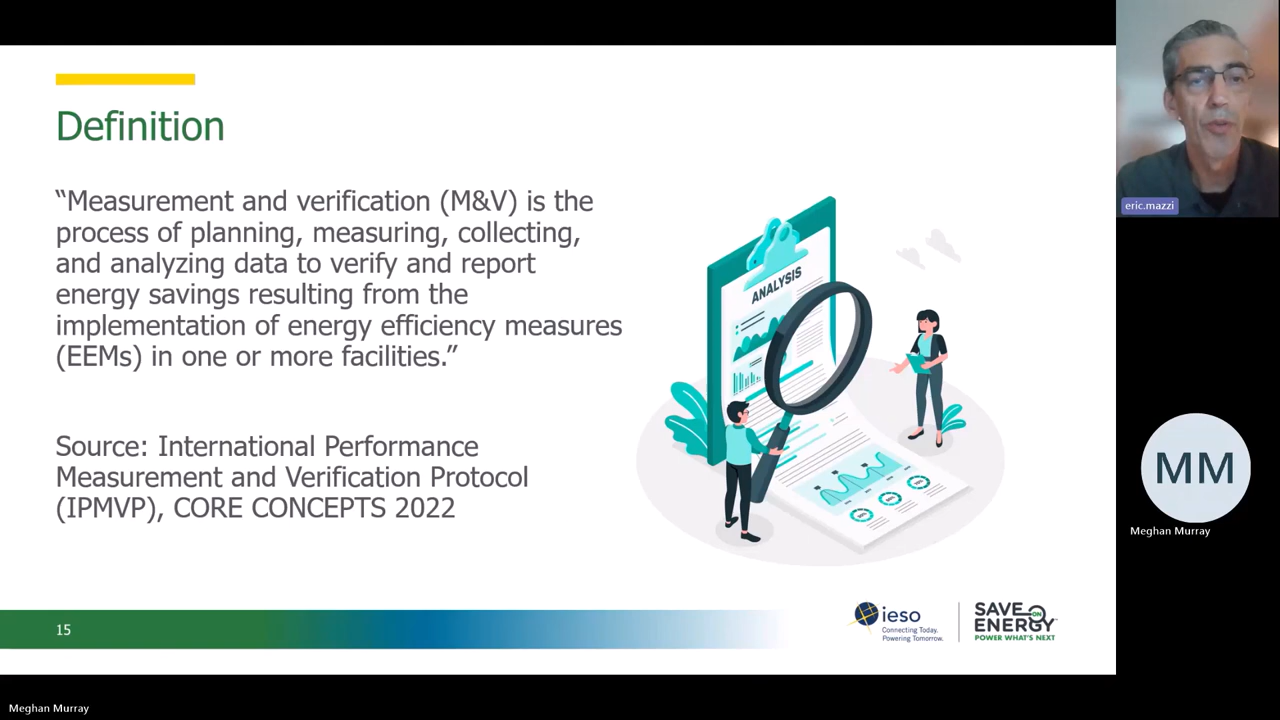 Definition
“Measurement and verification (M&V) is the
process of planning, measuring, collecting,
and analyzing data to verify and report
energy savings resulting from the
implementation of energy efficiency measures
(EEMs) in one or more facilities.”
Source: International Performance
Measurement and Verification Protocol
(IPMVP), CORE CONCEPTS 2022
ANALYSIS
15
ieso
Connecting Today.
Powering Tomorrow.
SAVE ON
ENERGY
POWER WHAT'S NEXT
eric.mazzi
MM
Meghan Murray
Meghan Murray